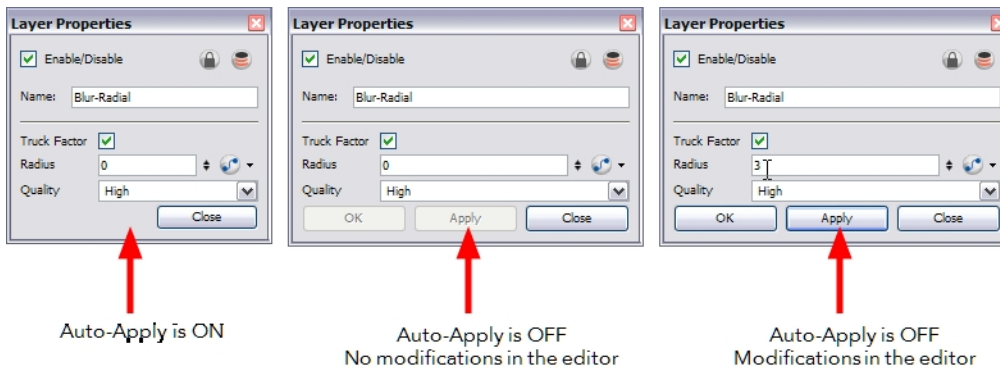 Layer Properties
Enable/Disable
Name: Blur-Radial
Truck Factor
Radius 0
Quality High
Close
Auto-Apply is ON
Layer Properties
Enable/Disable
Name: Blur-Radial
Truck Factor
Radius 0
Quality High
OK Apply Close
Auto-Apply is OFF
No modifications in the editor
Layer Properties
Enable/Disable
Name: Blur-Radial
Truck Factor
Radius 3
Quality High
OK Apply Close
Auto-Apply is OFF
Modifications in the editor